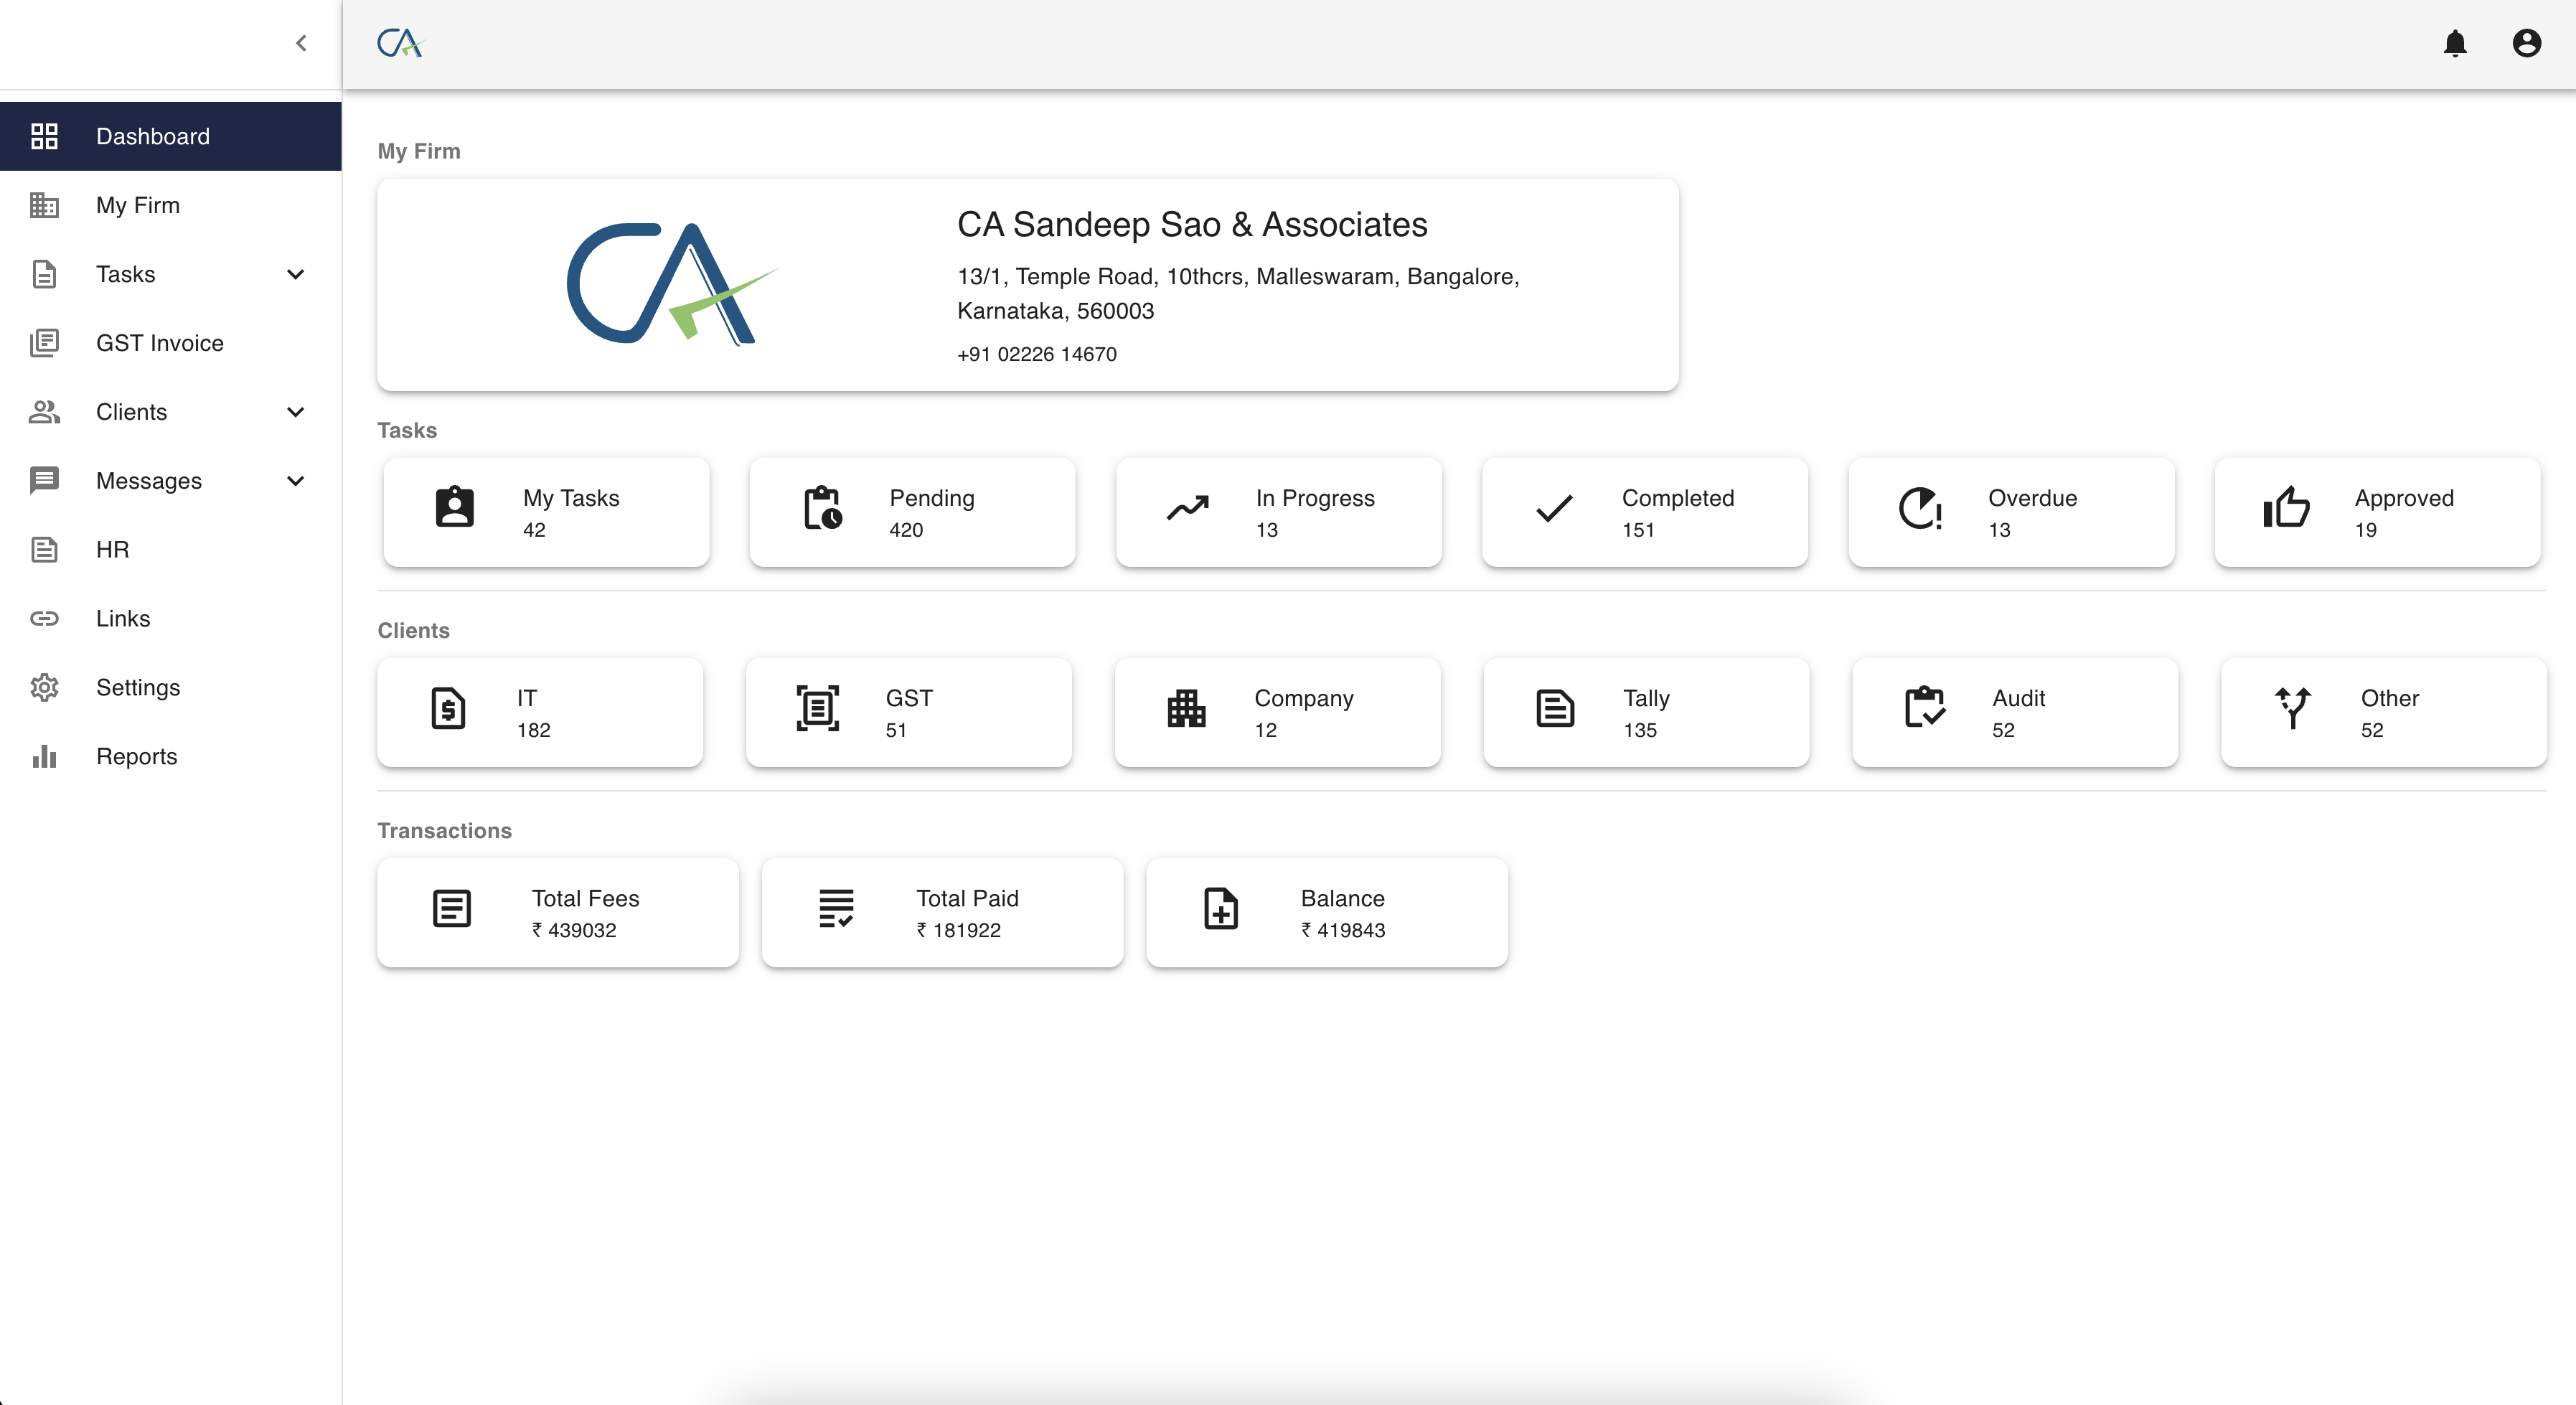 CA
Dashboard
My Firm
Tasks
GST Invoice
Clients
Messages
HR
Links
Settings
Reports
My Firm
CA
CA Sandeep Sao & Associates
13/1, Temple Road, 10thcrs, Malleswaram, Bangalore,
Karnataka, 560003
+91 02226 14670
Tasks
My Tasks
42
Pending
420
In Progress
13
Completed
151
Overdue
13
Approved
19
Clients
IT
182
GST
51
Company
12
Tally
135
Audit
52
Other
52
Transactions
Total Fees
₹ 439032
Total Paid
₹ 181922
Balance
₹ 419843